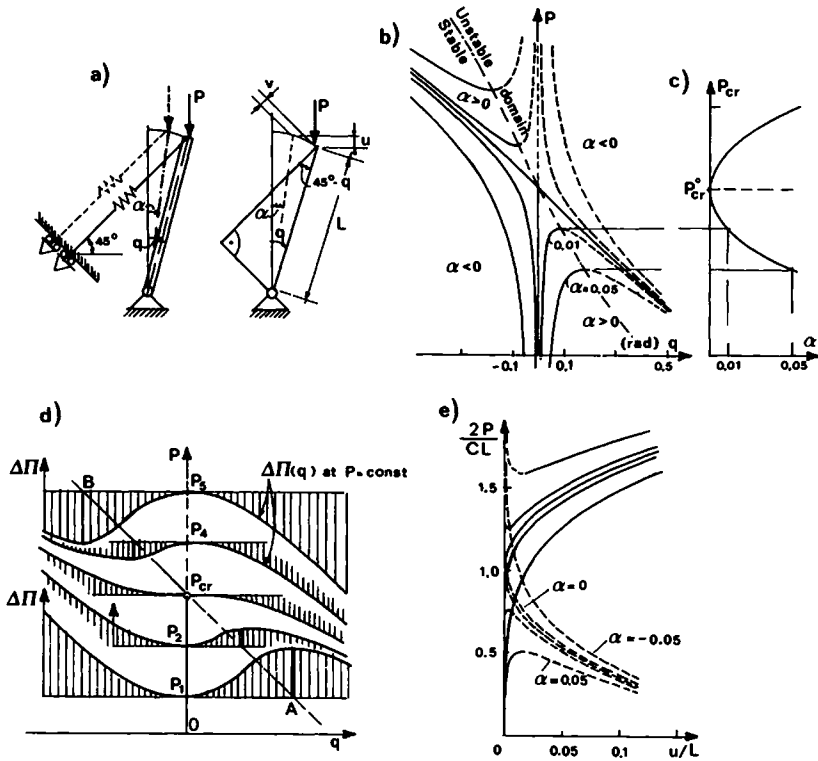 a)
P
α
q
45°
v
P
u
45°-q
α
q
L
b)
P
Unstable
Stable
domain
α>0
α<0
α<0
0.01
α=0.05
α>0
(rad) q
-0.1
0.1
0.5
c)
Pcr
P°cr
0.01
0.05
α
d)
ΔΠ
B
P
P5
ΔΠ(q) at P=const
P4
Pcr
ΔΠ
P2
P1
A
0
q
e)
2P
CL
1.5
1.0
0.5
α=0
α=-0.05
α=0.05
0
0.05
0.1
u/L